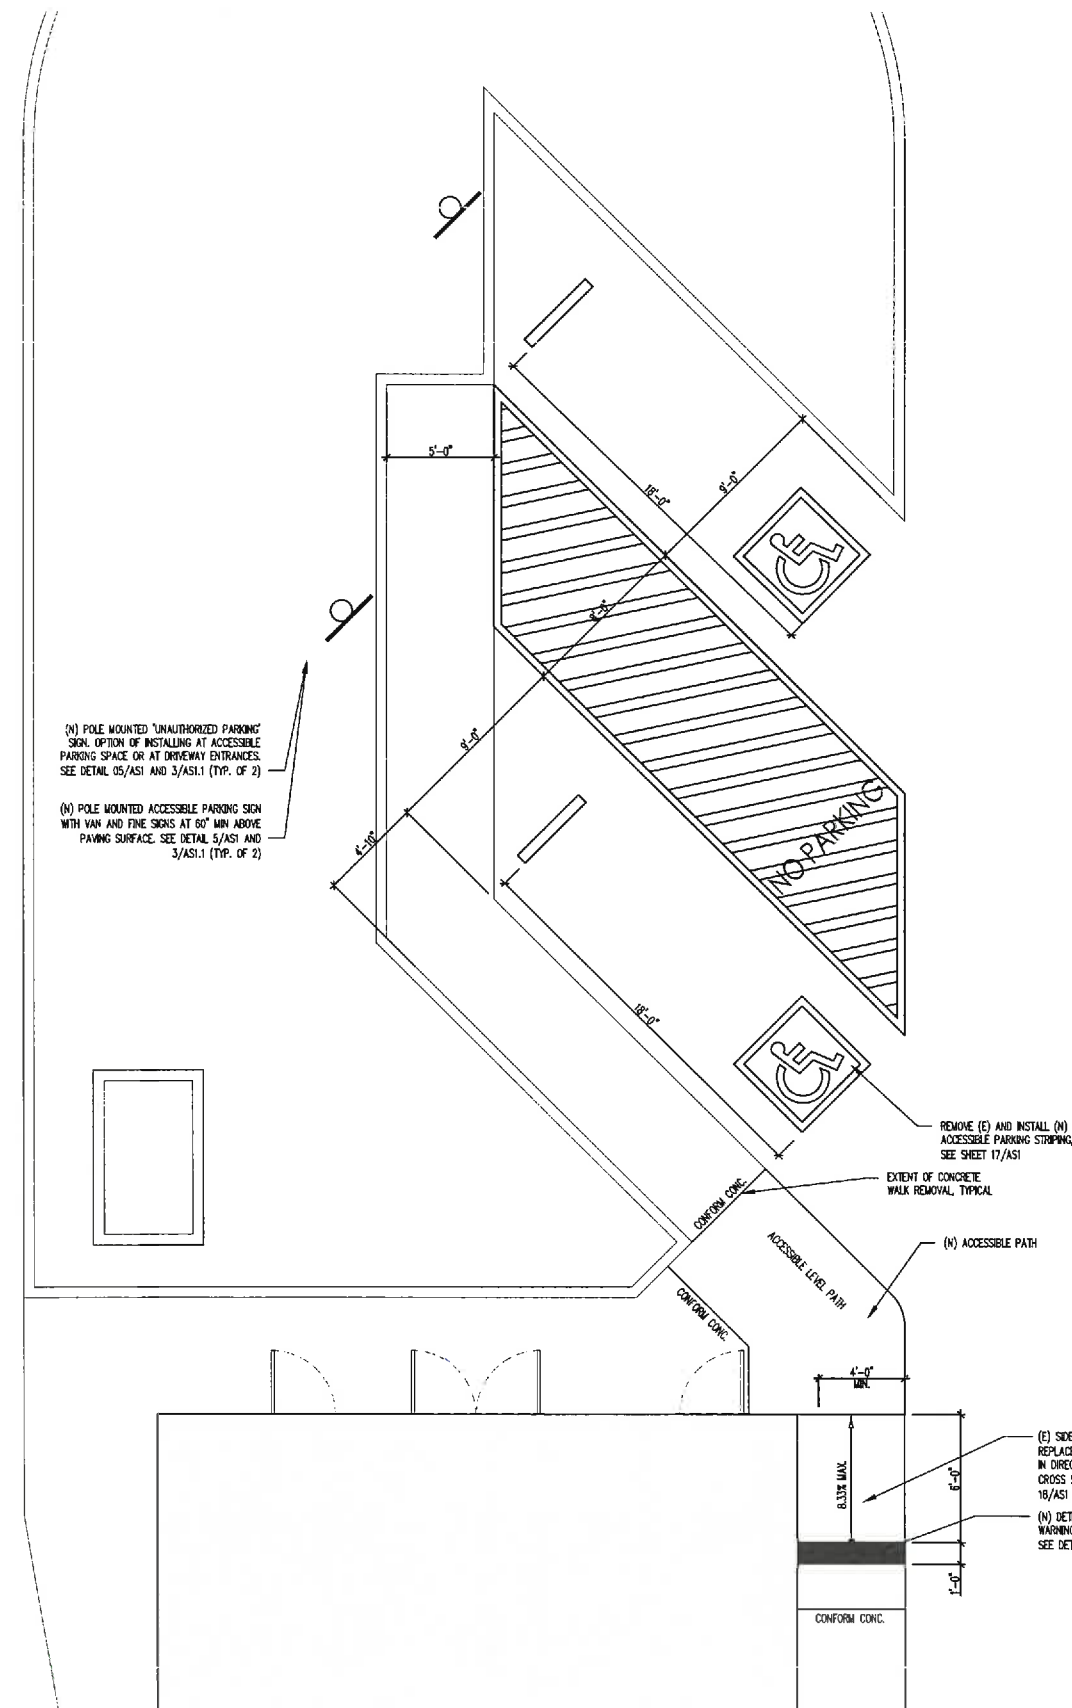 5'-0"
18'-0"
9'-0"
8'-0"
9'-0"
4'-10"
(N) POLE MOUNTED "UNAUTHORIZED PARKING"
SIGN. OPTION OF INSTALLING AT ACCESSIBLE
PARKING SPACE OR AT DRIVEWAY ENTRANCES.
SEE DETAIL 05/AS1 AND 3/AS1.1 (TYP. OF 2)
(N) POLE MOUNTED ACCESSIBLE PARKING SIGN
WITH VAN AND FINE SIGNS AT 60" MIN ABOVE
PAVING SURFACE. SEE DETAIL 5/AS1 AND
3/AS1.1 (TYP. OF 2)
NO PARKING
18'-0"
REMOVE (E) AND INSTALL (N)
ACCESSIBLE PARKING STRIPING,
SEE SHEET 17/AS1
EXTENT OF CONCRETE
WALK REMOVAL, TYPICAL
CONFORM CONC.
(N) ACCESSIBLE PATH
ACCESSIBLE LEVEL PATH
CONFORM CONC.
4'-0"
MIN.
8.33% MAX.
6'-0"
(E) SIDE
REPLACE
IN DIREC
CROSS
18/AS1
(N) DET
WARNING
SEE DET
1'-0"
CONFORM CONC.